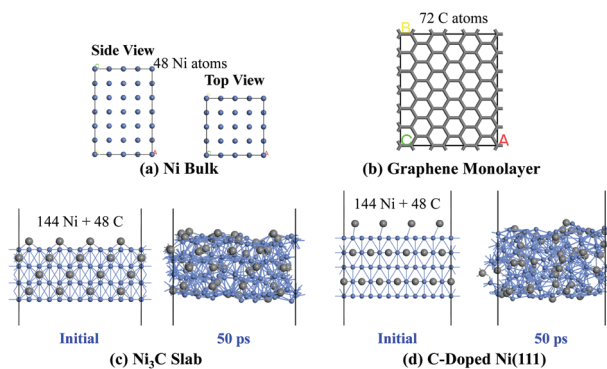 Side View
48 Ni atoms
Top View
(a) Ni Bulk
72 C atoms
B
C
A
(b) Graphene Monolayer
144 Ni + 48 C
Initial
50 ps
(c) Ni₃C Slab
144 Ni + 48 C
Initial
50 ps
(d) C-Doped Ni(111)